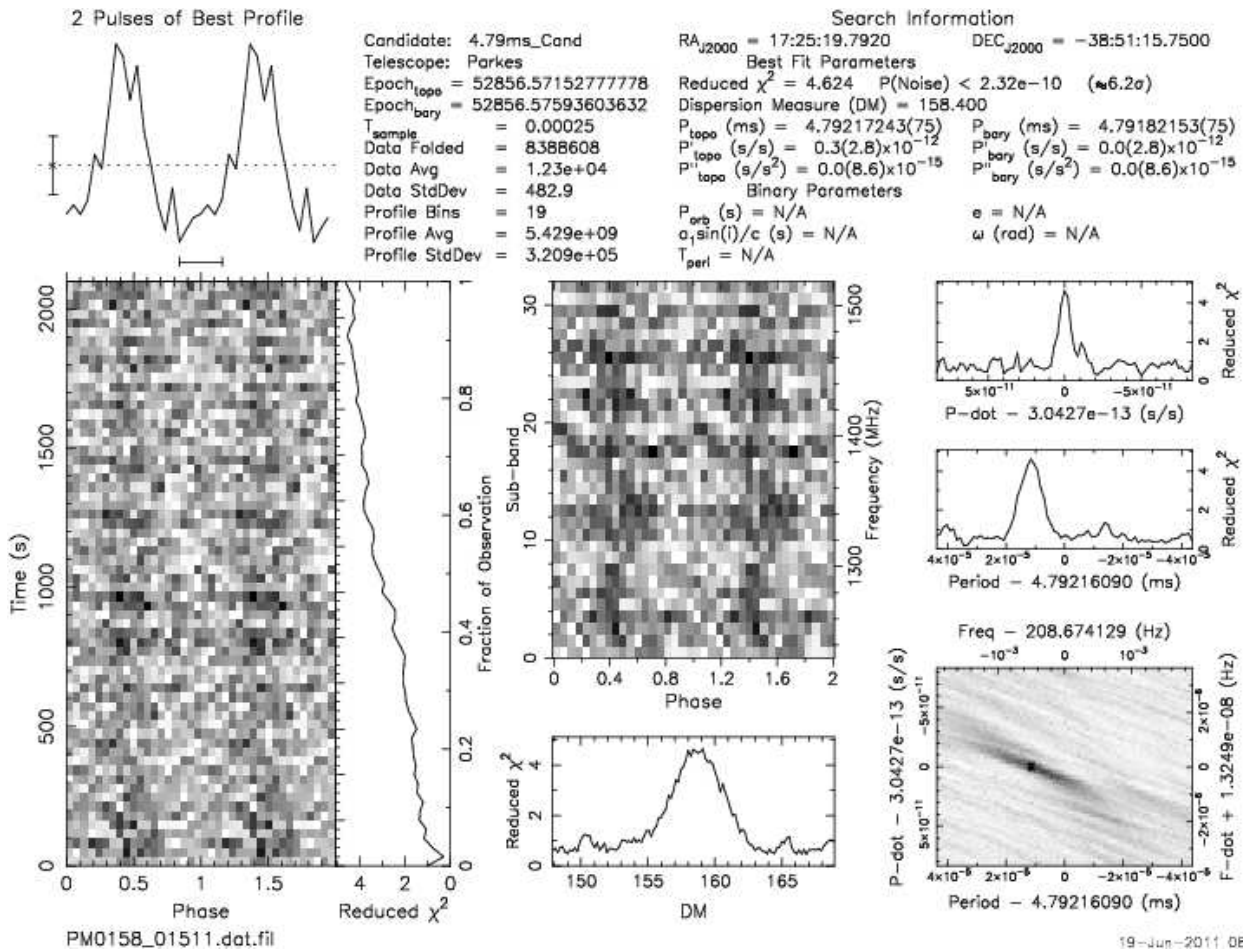 2 Pulses of Best Profile
Search Information
Candidate: 4.79ms_Cand
Telescope: Parkes
Epoch_topo = 52856.57152777778
Epoch_bary = 52856.57593603632
T_sample = 0.00025
Data Folded = 8388608
Data Avg = 1.23e+04
Data StdDev = 482.9
Profile Bins = 19
Profile Avg = 5.429e+09
Profile StdDev = 3.209e+05
RA_J2000 = 17:25:19.7920 DEC_J2000 = -38:51:15.7500
Best Fit Parameters
Reduced χ² = 4.624 P(Noise) < 2.32e-10 (≈6.2σ)
Dispersion Measure (DM) = 158.400
P_topo (ms) = 4.79217243(75) P_bary (ms) = 4.79182153(75)
P'_topo (s/s) = 0.3(2.8)x10⁻¹² P'_bary (s/s) = 0.0(2.8)x10⁻¹²
P''_topo (s/s²) = 0.0(8.6)x10⁻¹⁵ P''_bary (s/s²) = 0.0(8.6)x10⁻¹⁵
Binary Parameters
P_orb (s) = N/A e = N/A
a₁sin(i)/c (s) = N/A ω (rad) = N/A
T_peri = N/A
Time (s)
0 500 1000 1500 2000
0 0.5 1 1.5
Phase
4 2 0
Reduced χ²
Fraction of Observation
0 0.2 0.4 0.6 0.8 1
Sub-band
0 10 20 30
Frequency (MHz)
1300 1400 1500
0 0.4 0.8 1.2 1.6 2
Phase
Reduced χ²
0 2 4
150 155 160 165
DM
Reduced χ²
0 2 4
5×10⁻¹¹ 0 -5×10⁻¹¹
P-dot - 3.0427e-13 (s/s)
Reduced χ²
0 2 4
4×10⁻⁵ 2×10⁻⁵ 0 -2×10⁻⁵ -4×10⁻⁵
Period - 4.79216090 (ms)
Freq - 208.674129 (Hz)
-10⁻³ 0 10⁻³
P-dot - 3.0427e-13 (s/s)
5×10⁻¹¹ 0 -5×10⁻¹¹
F-dot + 1.3249e-08 (Hz)
-2×10⁻⁶ 0 2×10⁻⁶
4×10⁻⁵ 2×10⁻⁵ 0 -2×10⁻⁵ -4×10⁻⁵
Period - 4.79216090 (ms)
PM0158_01511.dat.fil
19-Jun-2011 08